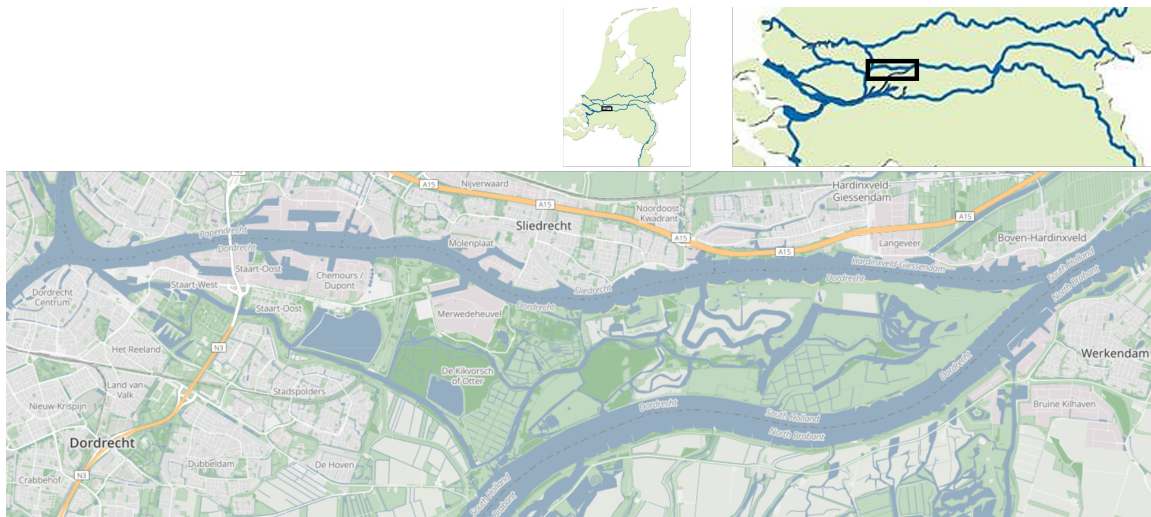 A15
Nijverwaard
Hardinxveld-
Giessendam
A15
Noordoost
Kwadrant
A15
Sliedrecht
Papendrecht
Dordrecht
Molenplaat
A15
Langeveer
Boven-Hardinxveld
A15
Staart-Oost
Chemours /
Dupont
Hardinxveld-Giessendam
Dordrecht
South Holland
North Brabant
Staart-West
Dordrecht
Centrum
Sliedrecht
Dordrecht
Staart-Oost
Merwedeheuvel
Het Reeland
N3
De Kikvorsch
of Otter
Werkendam
Land van
Valk
Stadspolders
Dordrecht
Nieuw-Krispijn
Dordrecht
South Holland
North Brabant
Bruine Kilhaven
Dordrecht
Dubbeldam
De Hoven
N3
Crabbehof
South Holland
Brabant